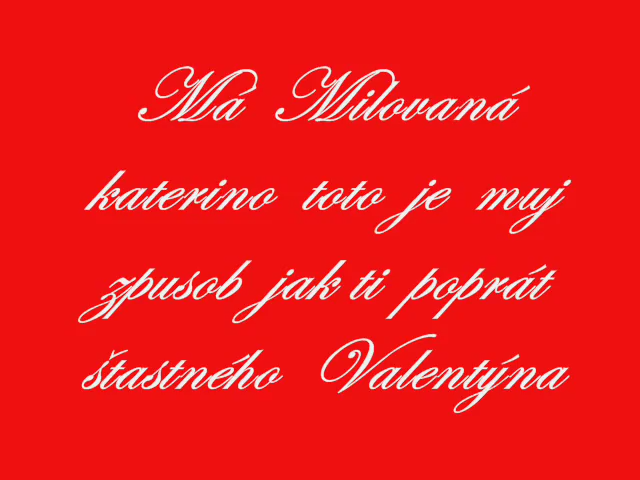 Má Milovaná
katerino toto je muj
zpusob jak ti poprát
štastného Valentýna